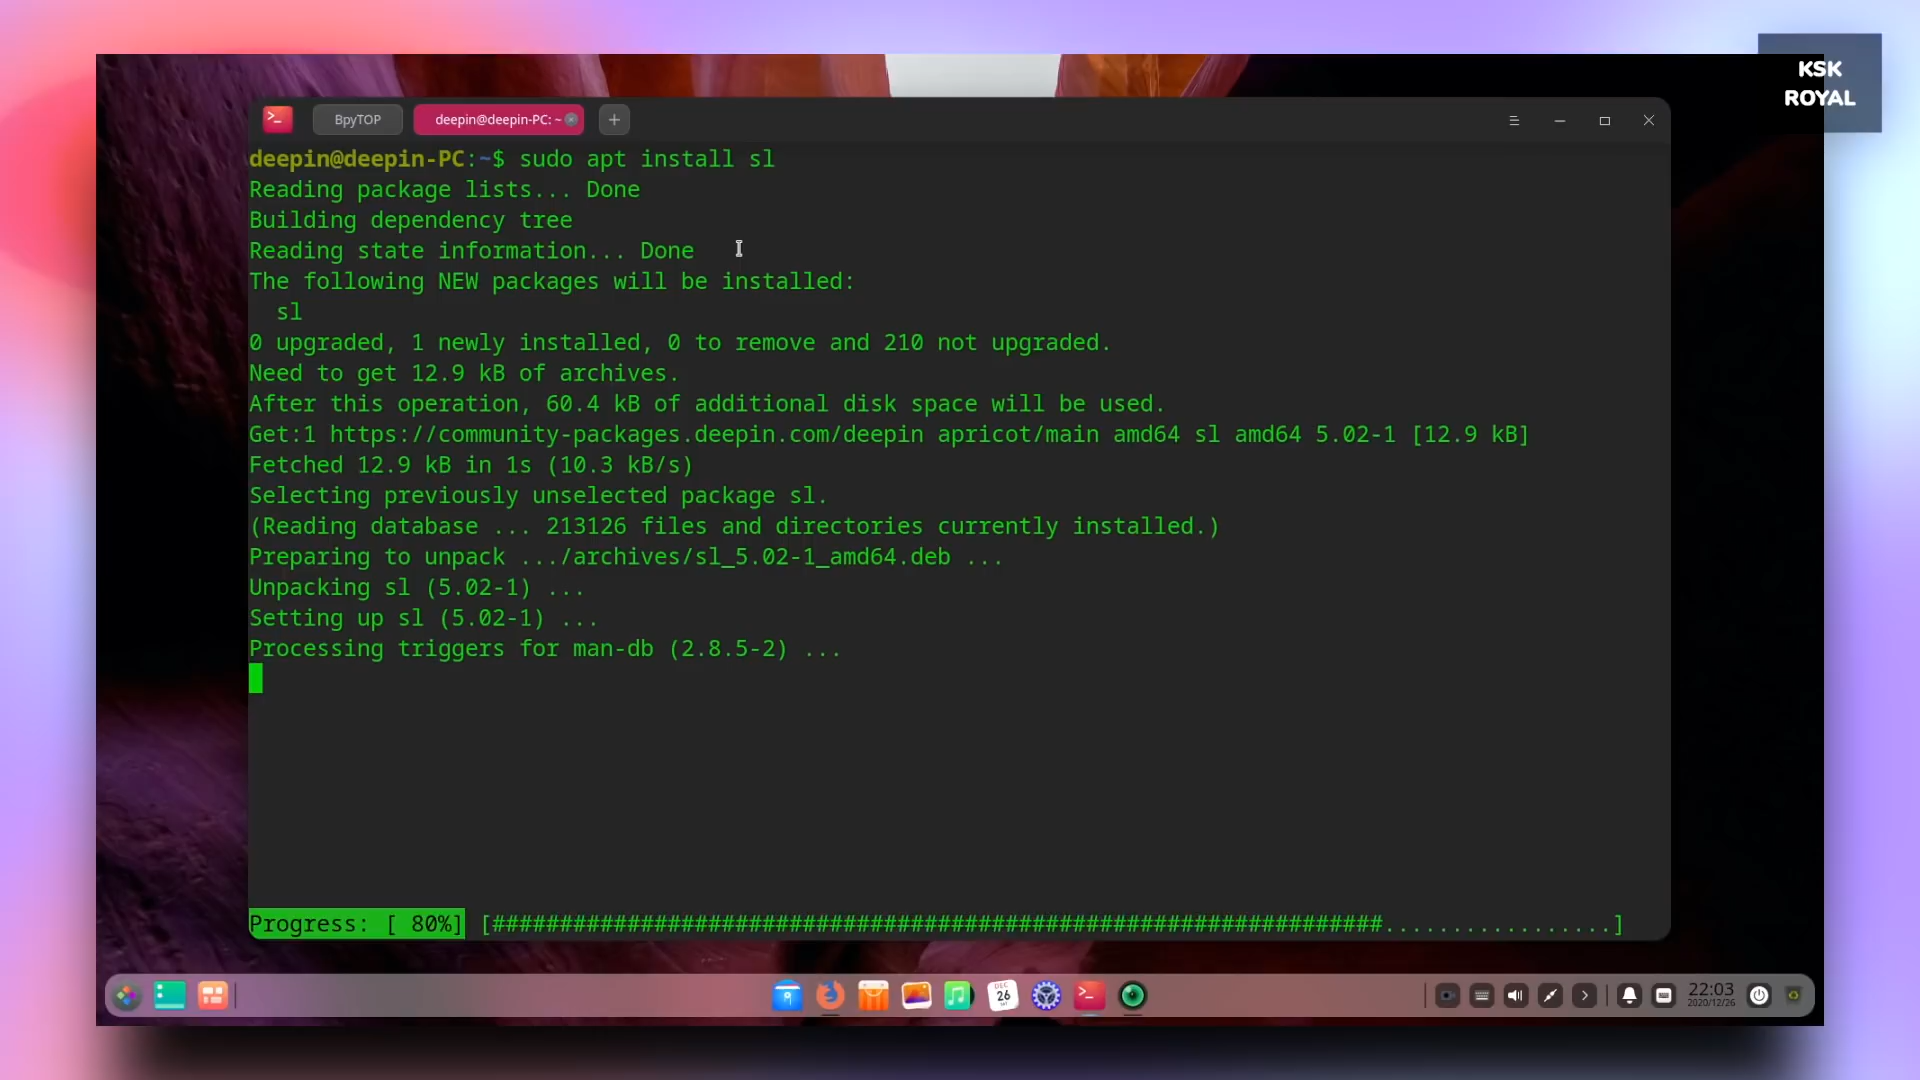 KSK
ROYAL
BpyTOP
deepin@deepin-PC: ~
deepin@deepin-PC:~$ sudo apt install sl
Reading package lists... Done
Building dependency tree
Reading state information... Done
The following NEW packages will be installed:
  sl
0 upgraded, 1 newly installed, 0 to remove and 210 not upgraded.
Need to get 12.9 kB of archives.
After this operation, 60.4 kB of additional disk space will be used.
Get:1 https://community-packages.deepin.com/deepin apricot/main amd64 sl amd64 5.02-1 [12.9 kB]
Fetched 12.9 kB in 1s (10.3 kB/s)
Selecting previously unselected package sl.
(Reading database ... 213126 files and directories currently installed.)
Preparing to unpack .../archives/sl_5.02-1_amd64.deb ...
Unpacking sl (5.02-1) ...
Setting up sl (5.02-1) ...
Processing triggers for man-db (2.8.5-2) ...
Progress: [ 80%] [##################################################################.................]
DEC
26
22:03
2020/12/26